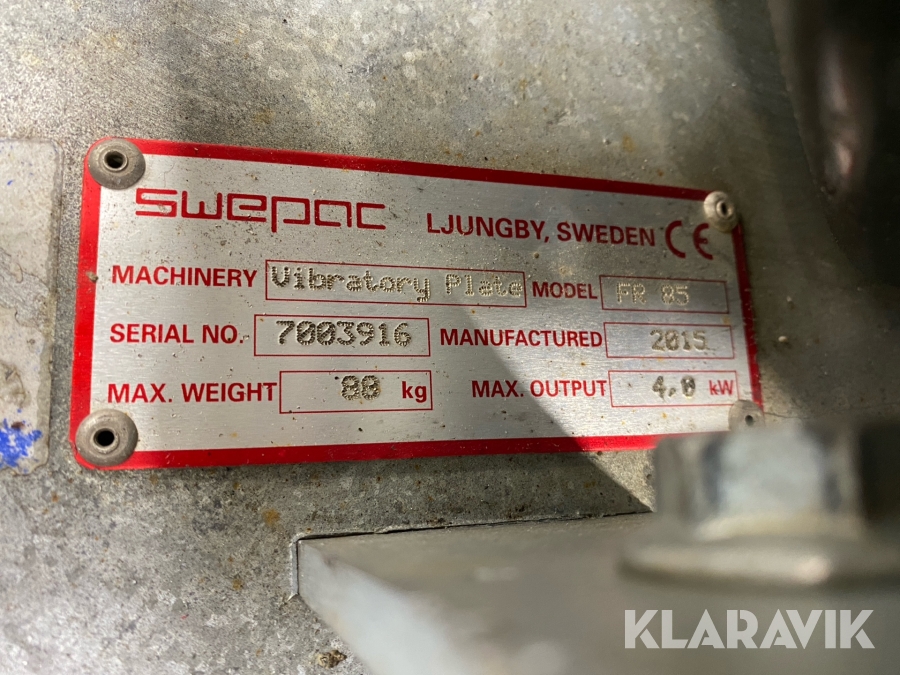 swepac LJUNGBY, SWEDEN CE
MACHINERY Vibratory Plate MODEL FR 85
SERIAL NO. 7003916 MANUFACTURED 2015
MAX. WEIGHT 88 kg MAX. OUTPUT 4,0 kW
KLARAVIK